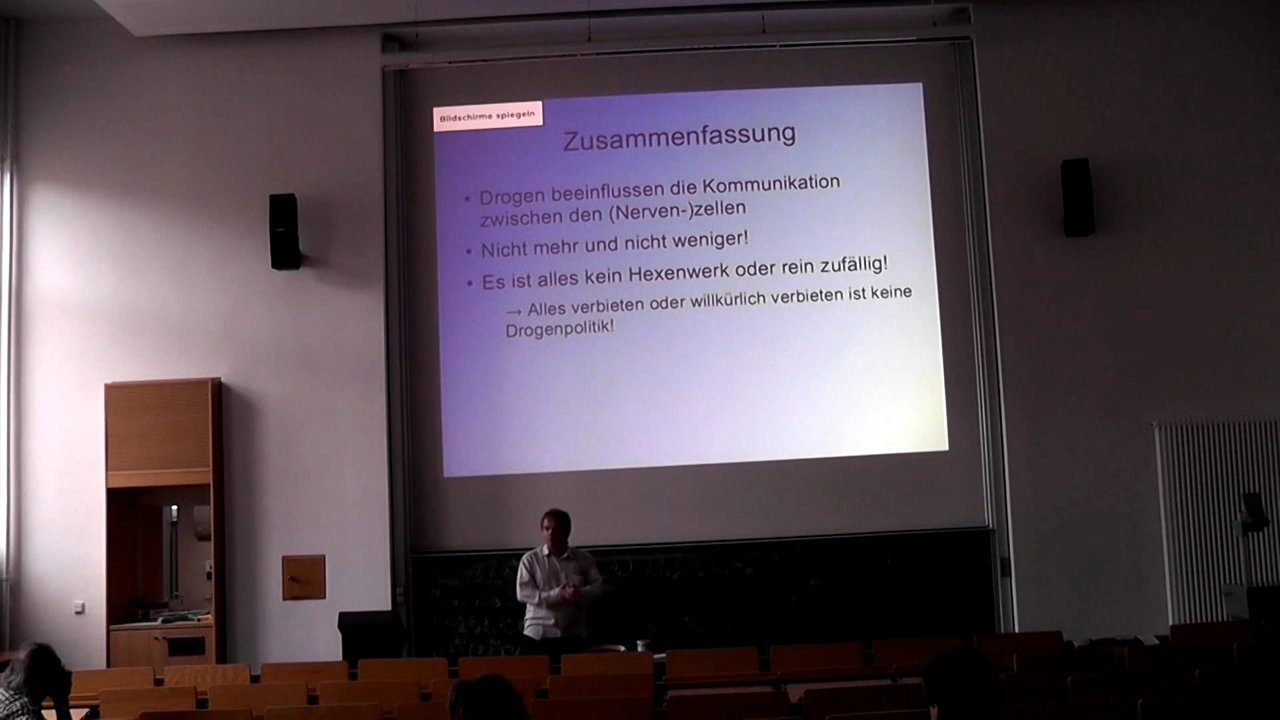 Bildschirme spiegeln
Zusammenfassung
• Drogen beeinflussen die Kommunikation
zwischen den (Nerven-)zellen
• Nicht mehr und nicht weniger!
• Es ist alles kein Hexenwerk oder rein zufällig!
→ Alles verbieten oder willkürlich verbieten ist keine
Drogenpolitik!